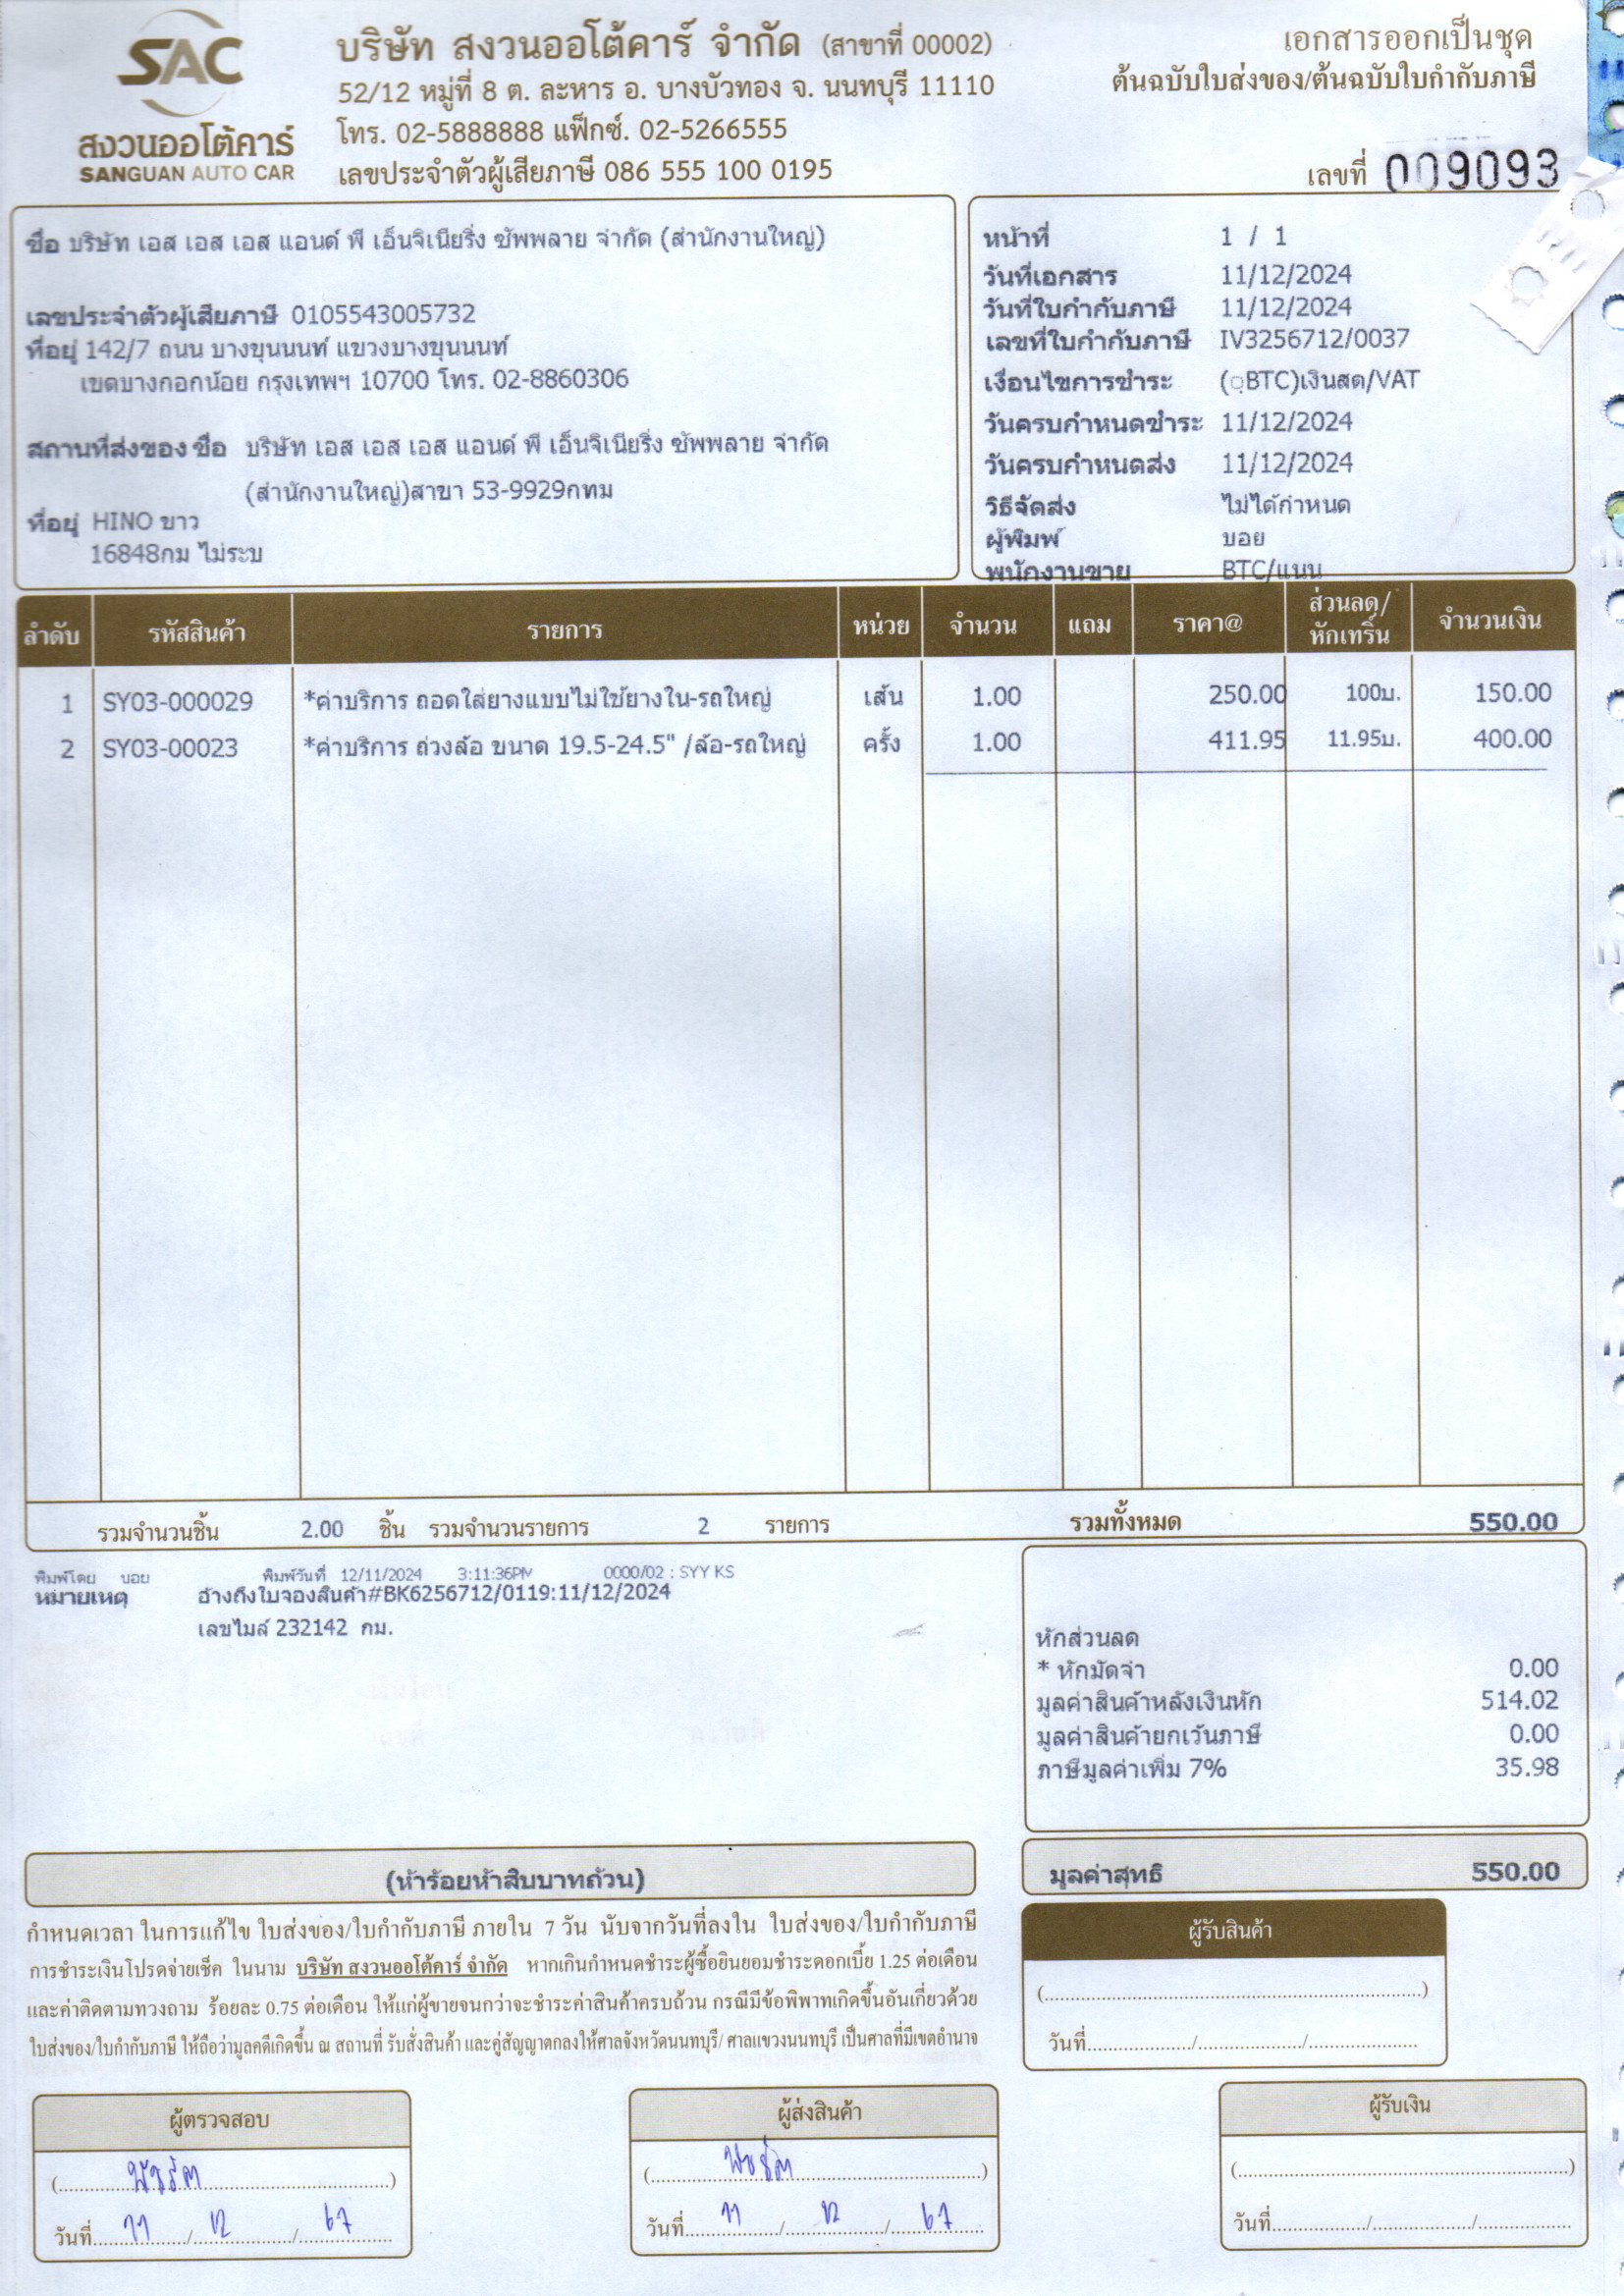 SAC
สงวนออโต้คาร์
SANGUAN AUTO CAR
บริษัท สงวนออโต้คาร์ จำกัด (สาขาที่ 00002)
52/12 หมู่ที่ 8 ต. ละหาร อ. บางบัวทอง จ. นนทบุรี 11110
โทร. 02-5888888 แฟ็กซ์. 02-5266555
เลขประจำตัวผู้เสียภาษี 086 555 100 0195
เอกสารออกเป็นชุด
ต้นฉบับใบส่งของ/ต้นฉบับใบกำกับภาษี
เลขที่ 009093
ชื่อ บริษัท เอส เอส เอส แอนด์ พี เอ็นจิเนียริ่ง ซัพพลาย จำกัด (สำนักงานใหญ่)
เลขประจำตัวผู้เสียภาษี 0105543005732
ที่อยู่ 142/7 ถนน บางขุนนนท์ แขวงบางขุนนนท์
เขตบางกอกน้อย กรุงเทพฯ 10700 โทร. 02-8860306
สถานที่ส่งของ ชื่อ บริษัท เอส เอส เอส แอนด์ พี เอ็นจิเนียริ่ง ซัพพลาย จำกัด
(สำนักงานใหญ่)สาขา 53-9929กทม
ที่อยู่ HINO ขาว
16848กม ไม่ระบ
หน้าที่ 1 / 1
วันที่เอกสาร 11/12/2024
วันที่ใบกำกับภาษี 11/12/2024
เลขที่ใบกำกับภาษี IV3256712/0037
เงื่อนไขการชำระ (ฺBTC)เงินสด/VAT
วันครบกำหนดชำระ 11/12/2024
วันครบกำหนดส่ง 11/12/2024
วิธีจัดส่ง ไม่ได้กำหนด
ผู้พิมพ์ บอย
พนักงานขาย BTC/แนน
ลำดับ รหัสสินค้า รายการ หน่วย จำนวน แถม ราคา@ ส่วนลด/หักเทริ์น จำนวนเงิน
1 SY03-000029 *ค่าบริการ ถอดใส่ยางแบบไม่ใช้ยางใน-รถใหญ่ เส้น 1.00 250.00 100บ. 150.00
2 SY03-00023 *ค่าบริการ ถ่วงล้อ ขนาด 19.5-24.5" /ล้อ-รถใหญ่ ครั้ง 1.00 411.95 11.95บ. 400.00
รวมจำนวนชิ้น 2.00 ชิ้น รวมจำนวนรายการ 2 รายการ รวมทั้งหมด 550.00
พิมพ์โดย บอย พิมพ์วันที่ 12/11/2024 3:11:36PM 0000/02 : SYY KS
หมายเหตุ อ้างถึงใบจองสินค้า#BK6256712/0119:11/12/2024
เลขไมล์ 232142 กม.
หักส่วนลด
* หักมัดจำ 0.00
มูลค่าสินค้าหลังเงินหัก 514.02
มูลค่าสินค้ายกเว้นภาษี 0.00
ภาษีมูลค่าเพิ่ม 7% 35.98
(ห้าร้อยห้าสิบบาทถ้วน)
มูลค่าสุทธิ 550.00
กำหนดเวลา ในการแก้ไข ใบส่งของ/ใบกำกับภาษี ภายใน 7 วัน นับจากวันที่ลงใน ใบส่งของ/ใบกำกับภาษี
การชำระเงินโปรดจ่ายเช็ค ในนาม บริษัท สงวนออโต้คาร์ จำกัด หากเกินกำหนดชำระผู้ซื้อยินยอมชำระดอกเบี้ย 1.25 ต่อเดือน
และค่าติดตามทวงถาม ร้อยละ 0.75 ต่อเดือน ให้แก่ผู้ขายจนกว่าจะชำระค่าสินค้าครบถ้วน กรณีมีข้อพิพาทเกิดขึ้นอันเกี่ยวด้วย
ใบส่งของ/ใบกำกับภาษี ให้ถือว่ามูลคดีเกิดขึ้น ณ สถานที่ รับสั่งสินค้า และคู่สัญญาตกลงให้ศาลจังหวัดนนทบุรี/ ศาลแขวงนนทบุรี เป็นศาลที่มีเขตอำนาจ
ผู้รับสินค้า
วันที่
ผู้ตรวจสอบ
วันที่ 11 / 12 / 67
ผู้ส่งสินค้า
วันที่ 11 / 12 / 67
ผู้รับเงิน
วันที่